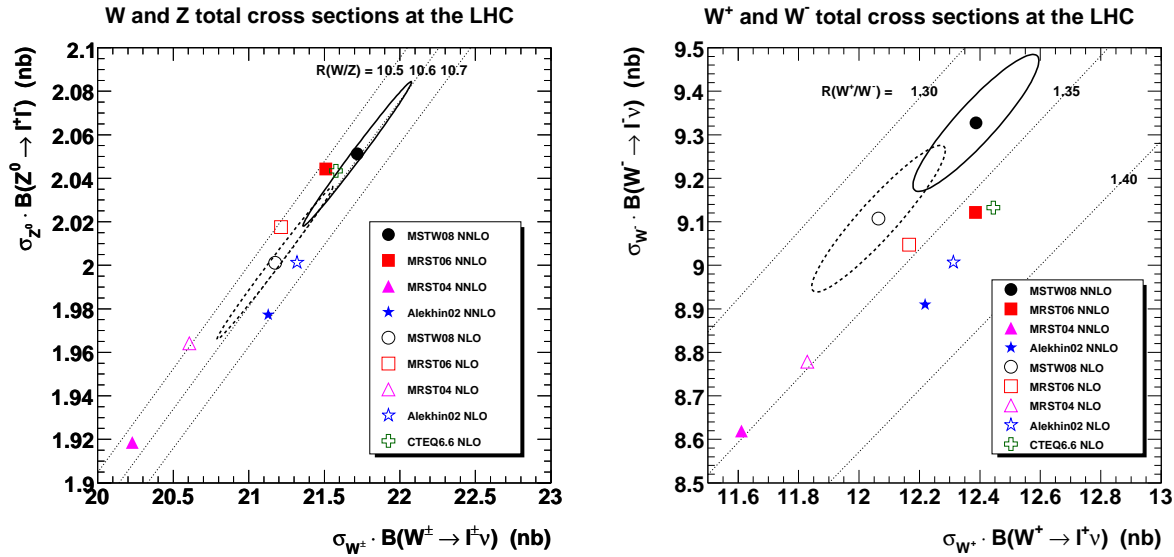 W and Z total cross sections at the LHC
σ_Z⁰ · B(Z⁰ → l⁺l⁻) (nb)
2.1
2.08
2.06
2.04
2.02
2
1.98
1.96
1.94
1.92
1.9
R(W/Z) = 10.5 10.6 10.7
MSTW08 NNLO
MRST06 NNLO
MRST04 NNLO
Alekhin02 NNLO
MSTW08 NLO
MRST06 NLO
MRST04 NLO
Alekhin02 NLO
CTEQ6.6 NLO
20 20.5 21 21.5 22 22.5 23
σ_W± · B(W± → l±ν) (nb)
W⁺ and W⁻ total cross sections at the LHC
σ_W⁻ · B(W⁻ → l⁻ν) (nb)
9.5
9.4
9.3
9.2
9.1
9
8.9
8.8
8.7
8.6
8.5
R(W⁺/W⁻) = 1.30
1.35
1.40
MSTW08 NNLO
MRST06 NNLO
MRST04 NNLO
Alekhin02 NNLO
MSTW08 NLO
MRST06 NLO
MRST04 NLO
Alekhin02 NLO
CTEQ6.6 NLO
11.6 11.8 12 12.2 12.4 12.6 12.8 13
σ_W⁺ · B(W⁺ → l⁺ν) (nb)